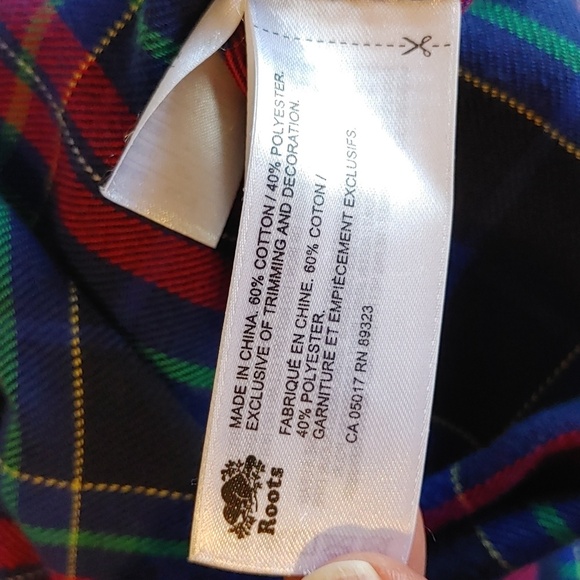 MADE IN CHINA. 60% COTTON / 40% POLYESTER.
EXCLUSIVE OF TRIMMING AND DECORATION.
FABRIQUÉ EN CHINE. 60% COTON /
40% POLYESTER.
GARNITURE ET EMPIÈCEMENT EXCLUSIFS.
CA 05017 RN 89323
Roots